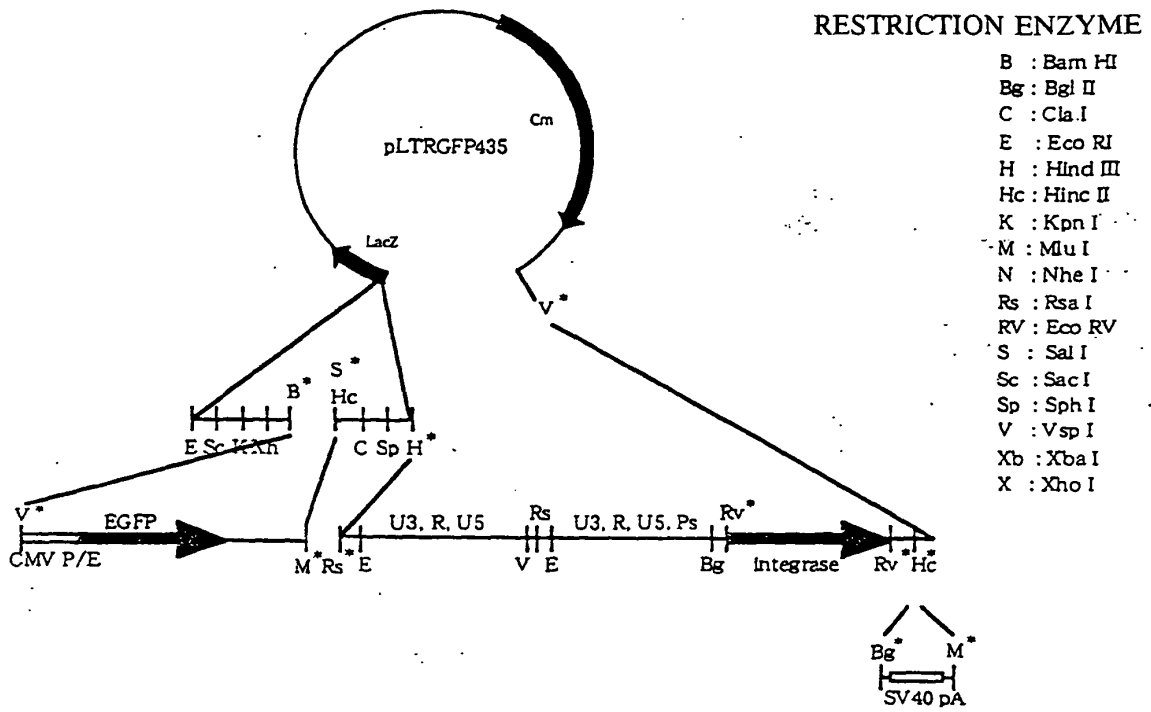 RESTRICTION ENZYME
B : Bam HI
Bg : Bgl II
C : Cla I
E : Eco RI
H : Hind III
Hc : Hinc II
K : Kpn I
M : Mlu I
N : Nhe I
Rs : Rsa I
RV : Eco RV
S : Sal I
Sc : Sac I
Sp : Sph I
V : Vsp I
Xb : Xba I
X : Xho I
Cm
pLTRGFP435
LacZ
V*
S*
B* Hc
E Sc K Xh C Sp H*
V* EGFP U3, R, U5 Rs U3, R, U5, Ps Rv*
CMV P/E M* Rs* E V E Bg integrase Rv* Hc*
Bg* M*
SV40 pA